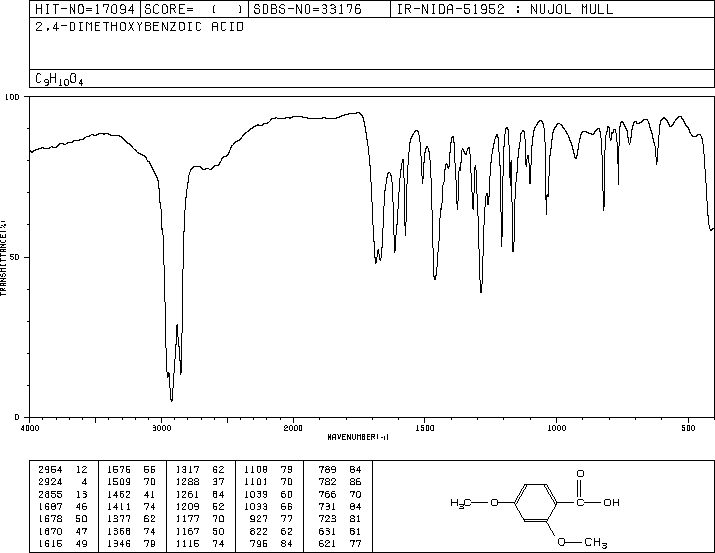 HIT-NO=17094 SCORE= ( ) SDBS-NO=33176 IR-NIDA-51952 : NUJOL MULL
2,4-DIMETHOXYBENZOIC ACID
C9H10O4
100
50
0
TRANSMITTANCE(%)
4000 3000 2000 1500 1000 500
WAVENUMBER(-1)
2954 12 1576 55 1317 62 1108 79 789 84
2924 4 1509 70 1288 37 1101 70 782 86
2855 13 1462 41 1261 64 1039 60 766 70
1687 46 1411 74 1209 52 1033 66 731 84
1678 50 1377 62 1177 70 927 77 723 81
1670 47 1368 74 1167 50 822 62 631 81
1615 49 1346 79 1115 74 795 84 621 77
O
H3C O C OH
O CH3